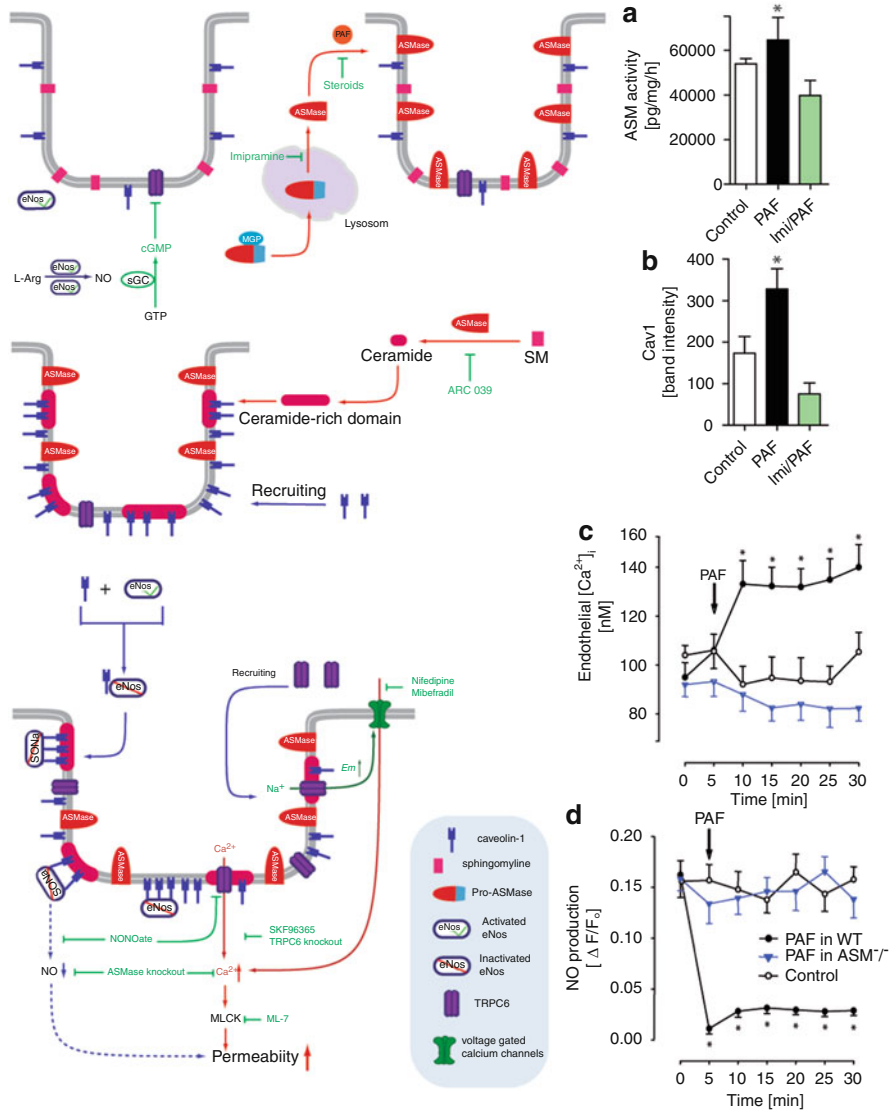 PAF
ASMase
Steroids
ASMase
Imipramine
Lysosom
MGP
eNos
cGMP
L-Arg
eNos
eNos
NO
sGC
GTP
ASMase
ASMase
ASMase
ASMase
ASMase
ASMase
a
ASM activity
[pg/mg/h]
60000
40000
20000
0
*
Control
PAF
Imi/PAF
b
Cav1
[band intensity]
400
300
200
100
0
*
Control
PAF
Imi/PAF
ASMase
ASMase
ASMase
ASMase
ASMase
Ceramide
SM
ARC 039
Ceramide-rich domain
Recruiting
+
eNos
eNos
Recruiting
Nifedipine
Mibefradil
eNos
ASMase
Em
Na+
ASMase
eNos
ASMase
eNos
Ca2+
ASMase
NONOate
SKF96365
TRPC6 knockout
NO
ASMase knockout
Ca2+
MLCK
ML-7
Permeabiity
caveolin-1
sphingomyline
Pro-ASMase
eNos
Activated
eNos
eNos
Inactivated
eNos
TRPC6
voltage gated
calcium channels
c
Endothelial [Ca2+]i
[nM]
160
140
120
100
80
PAF
* * * * *
0 5 10 15 20 25 30
Time [min]
d
NO production
[ Δ F/Fo]
0.20
0.15
0.10
0.05
0.00
PAF
PAF in WT
PAF in ASM-/-
Control
* * * * * *
0 5 10 15 20 25 30
Time [min]